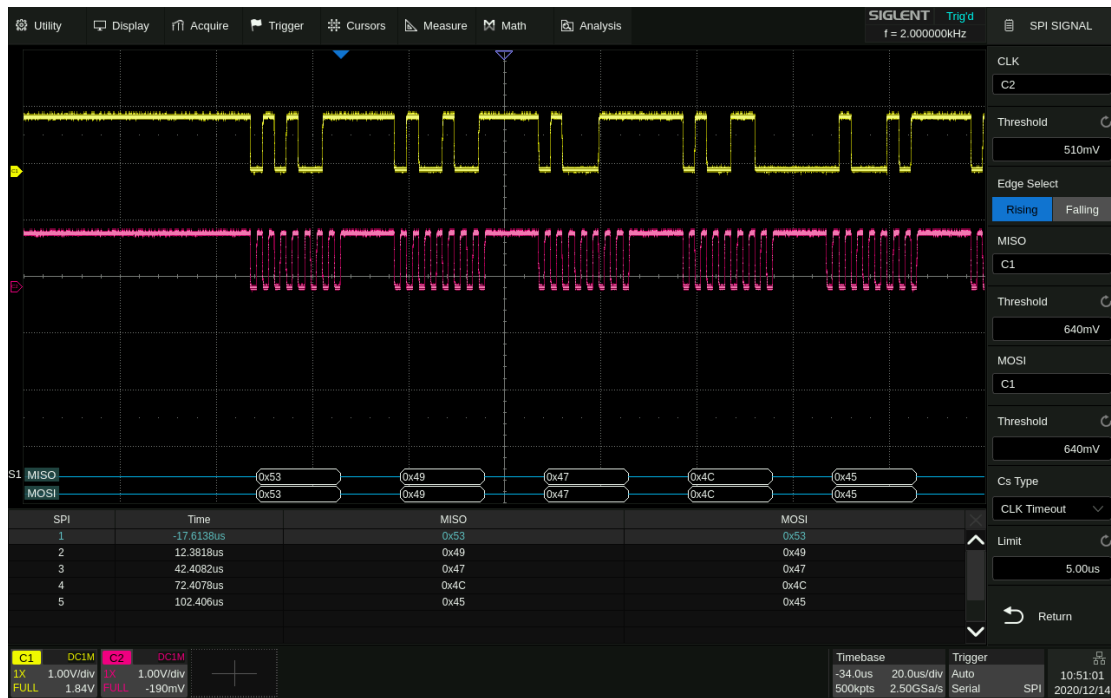 Utility Display Acquire Trigger Cursors Measure Math Analysis
SIGLENT Trig'd
f = 2.000000kHz
SPI SIGNAL
CLK
C2
Threshold
510mV
Edge Select
Rising Falling
MISO
C1
Threshold
640mV
MOSI
C1
Threshold
640mV
Cs Type
CLK Timeout
Limit
5.00us
Return
C1
S1 MISO 0x53 0x49 0x47 0x4C 0x45
MOSI 0x53 0x49 0x47 0x4C 0x45
SPI Time MISO MOSI
1 -17.6138us 0x53 0x53
2 12.3818us 0x49 0x49
3 42.4082us 0x47 0x47
4 72.4078us 0x4C 0x4C
5 102.406us 0x45 0x45
C1 DC1M
1X 1.00V/div
FULL 1.84V
C2 DC1M
1X 1.00V/div
FULL -190mV
Timebase
-34.0us 20.0us/div
500kpts 2.50GSa/s
Trigger
Auto
Serial SPI
10:51:01
2020/12/14